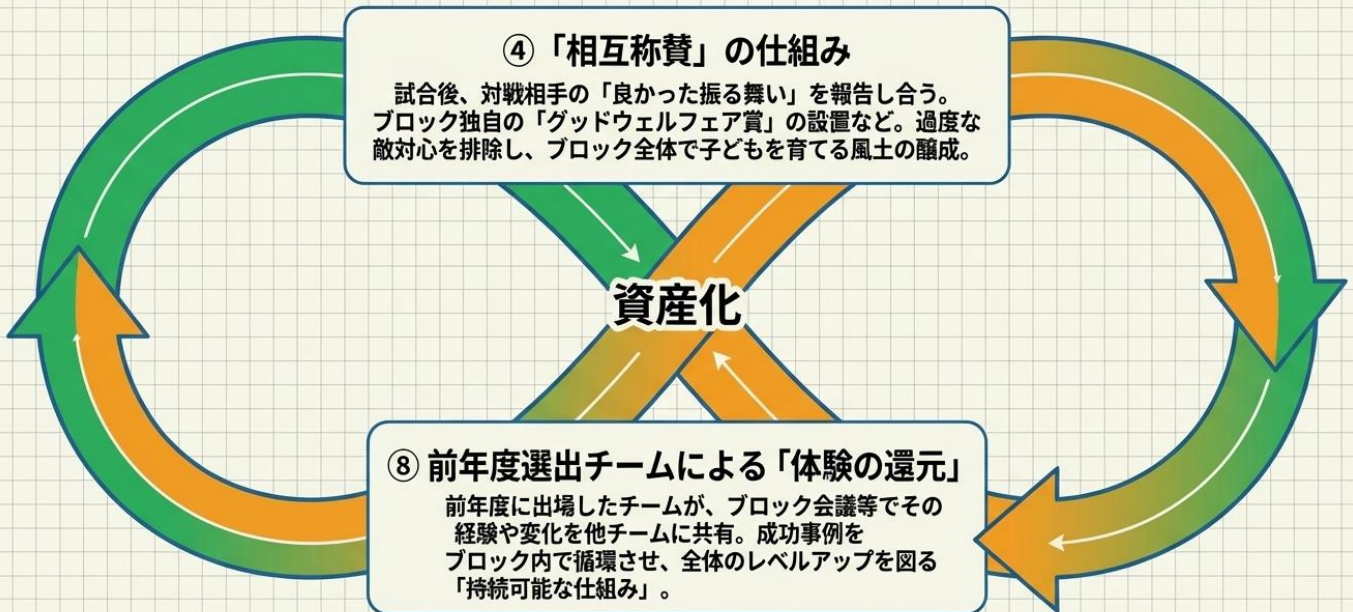 ④「相互称賛」の仕組み
試合後、対戦相手の「良かった振る舞い」を報告し合う。
ブロック独自の「グッドウェルフェア賞」の設置など。過度な
敵対心を排除し、ブロック全体で子どもを育てる風土の醸成。
資産化
⑧ 前年度選出チームによる「体験の還元」
前年度に出場したチームが、ブロック会議等でその
経験や変化を他チームに共有。成功事例を
ブロック内で循環させ、全体のレベルアップを図る
「持続可能な仕組み」。